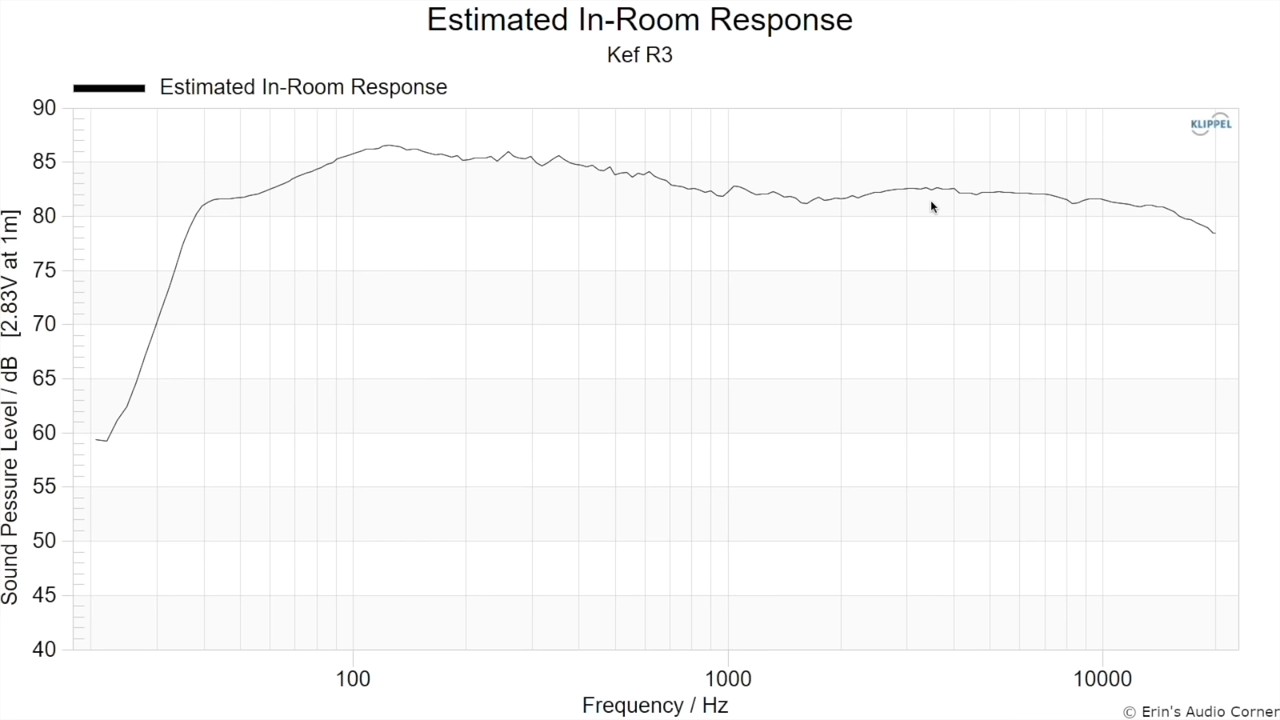 Estimated In-Room Response
Kef R3
Estimated In-Room Response
KLIPPEL
90
85
80
75
70
65
60
55
50
45
40
Sound Pessure Level / dB [2.83V at 1m]
100
1000
10000
Frequency / Hz
© Erin's Audio Corner